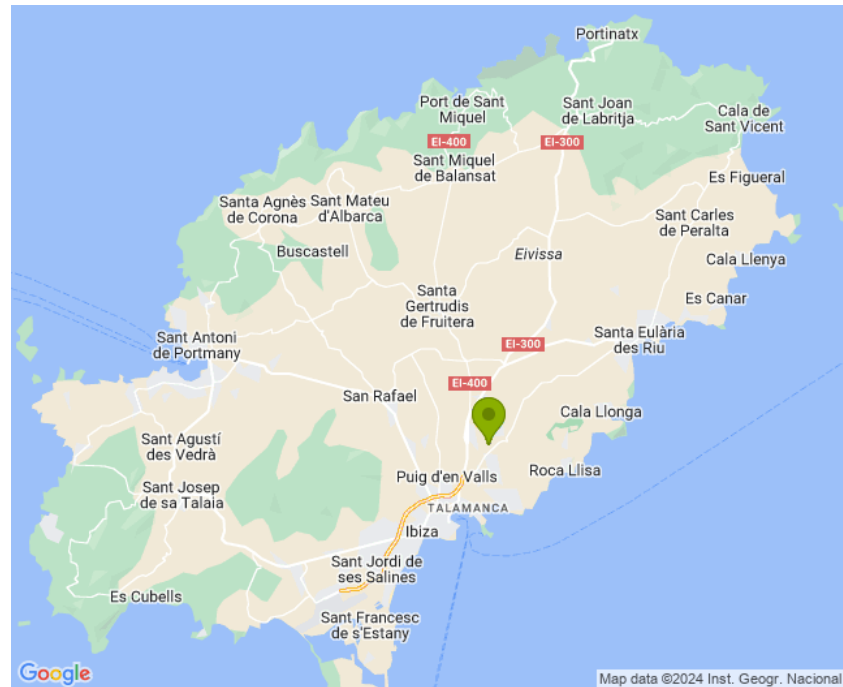 Portinatx
Port de Sant
Miquel
Sant Joan
de Labritja
Cala de
Sant Vicent
EI-400
EI-300
Sant Miquel
de Balansat
Es Figueral
Santa Agnès
de Corona
Sant Mateu
d'Albarca
Sant Carles
de Peralta
Buscastell
Eivissa
Cala Llenya
Santa
Gertrudis
de Fruitera
Es Canar
Sant Antoni
de Portmany
Santa Eulària
des Riu
EI-300
EI-400
San Rafael
Cala Llonga
Sant Agustí
des Vedrà
Roca Llisa
Puig d'en Valls
Sant Josep
de sa Talaia
TALAMANCA
Ibiza
Sant Jordi de
ses Salines
Es Cubells
Sant Francesc
de s'Estany
Google
Map data ©2024 Inst. Geogr. Nacional